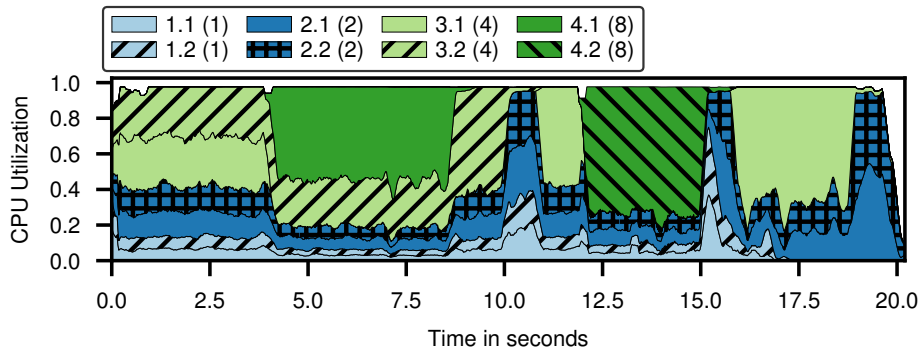 1.1 (1) 2.1 (2) 3.1 (4) 4.1 (8)
1.2 (1) 2.2 (2) 3.2 (4) 4.2 (8)
1.0
0.8
0.6
0.4
0.2
0.0
CPU Utilization
0.0 2.5 5.0 7.5 10.0 12.5 15.0 17.5 20.0
Time in seconds